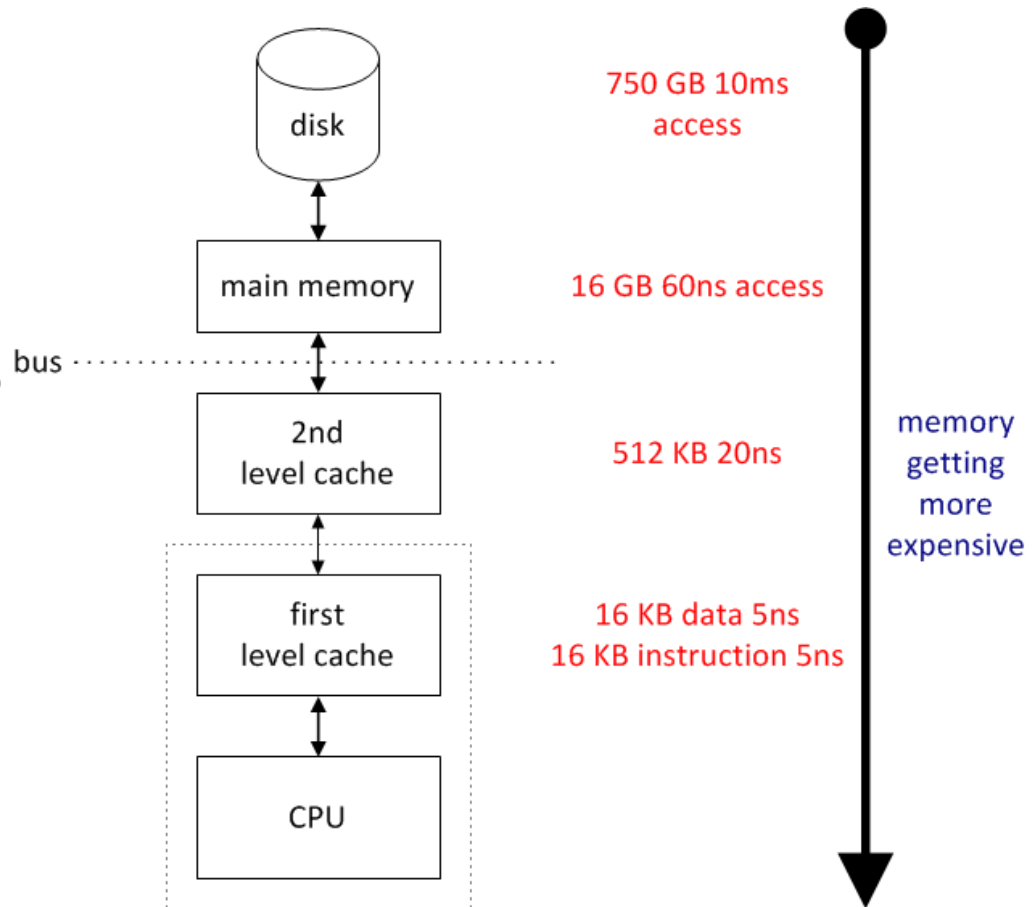 750 GB 10ms
access
disk
main memory
16 GB 60ns access
bus
2nd
level cache
512 KB 20ns
memory
getting
more
expensive
first
level cache
16 KB data 5ns
16 KB instruction 5ns
CPU